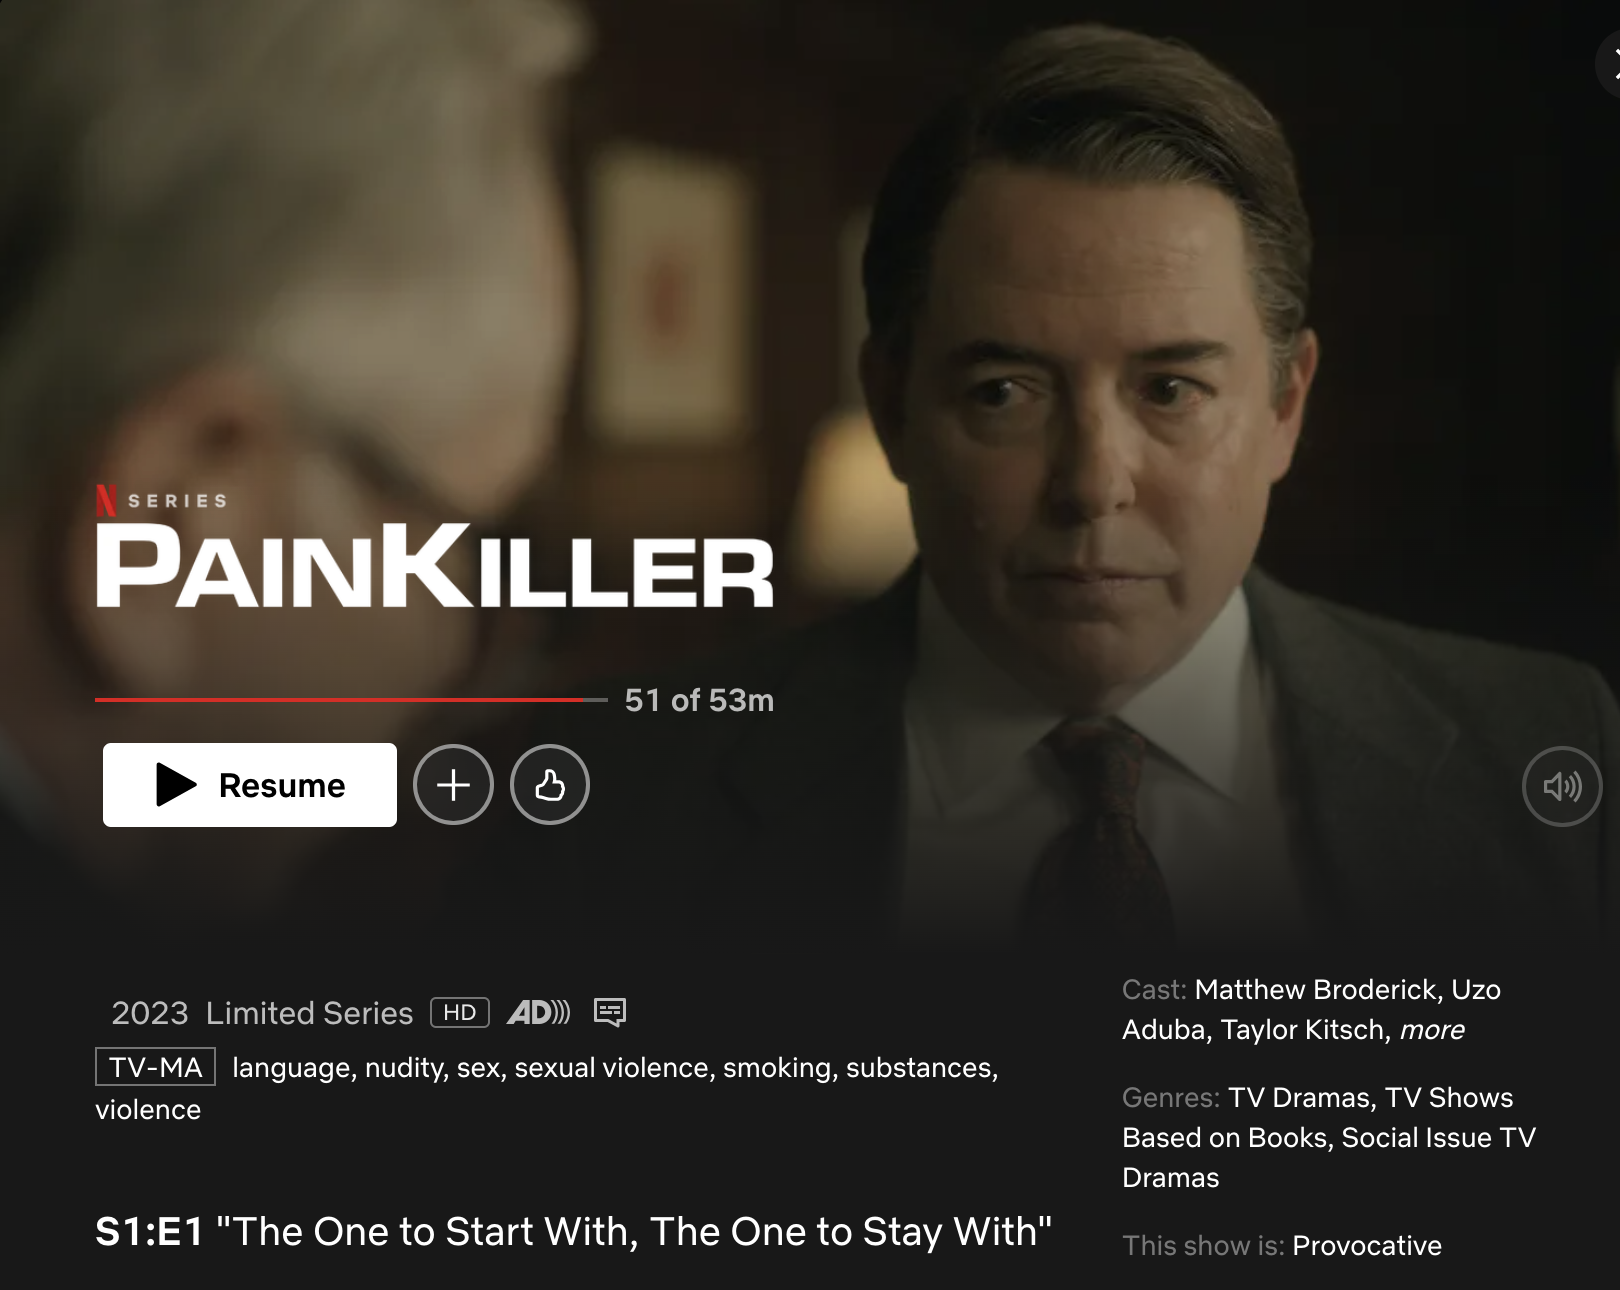 N SERIES
PAINKILLER
51 of 53m
Resume
2023 Limited Series HD AD
TV-MA language, nudity, sex, sexual violence, smoking, substances,
violence
S1:E1 "The One to Start With, The One to Stay With"
Cast: Matthew Broderick, Uzo
Aduba, Taylor Kitsch, more
Genres: TV Dramas, TV Shows
Based on Books, Social Issue TV
Dramas
This show is: Provocative